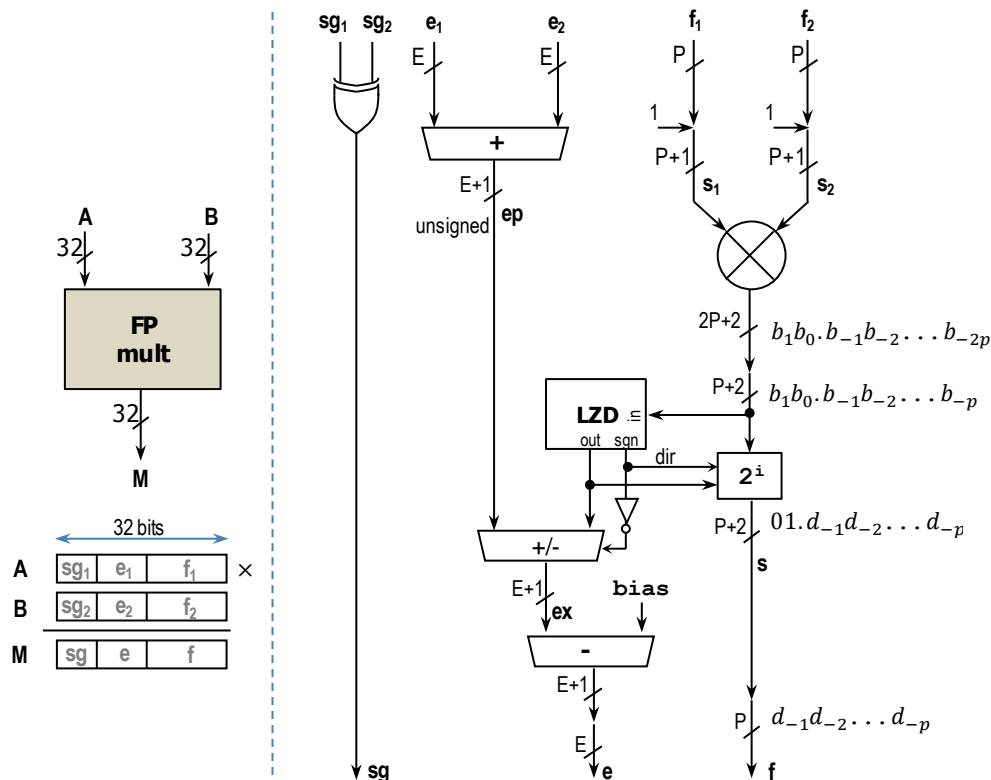 A B
32 32
FP
mult
32
M
32 bits
A sg₁ e₁ f₁ ×
B sg₂ e₂ f₂
M sg e f
sg₁ sg₂ e₁ e₂ f₁ f₂
E E P P
1 1
+
P+1 P+1
s₁ s₂
E+1
unsigned ep
2P+2 b₁b₀.b₋₁b₋₂...b₋₂ₚ
P+2 b₁b₀.b₋₁b₋₂...b₋ₚ
LZD in
out sgn
dir
2ⁱ
P+2 01.d₋₁d₋₂...d₋ₚ
s
+/-
E+1 bias
ex
-
E+1
P d₋₁d₋₂...d₋ₚ
E
sg e f